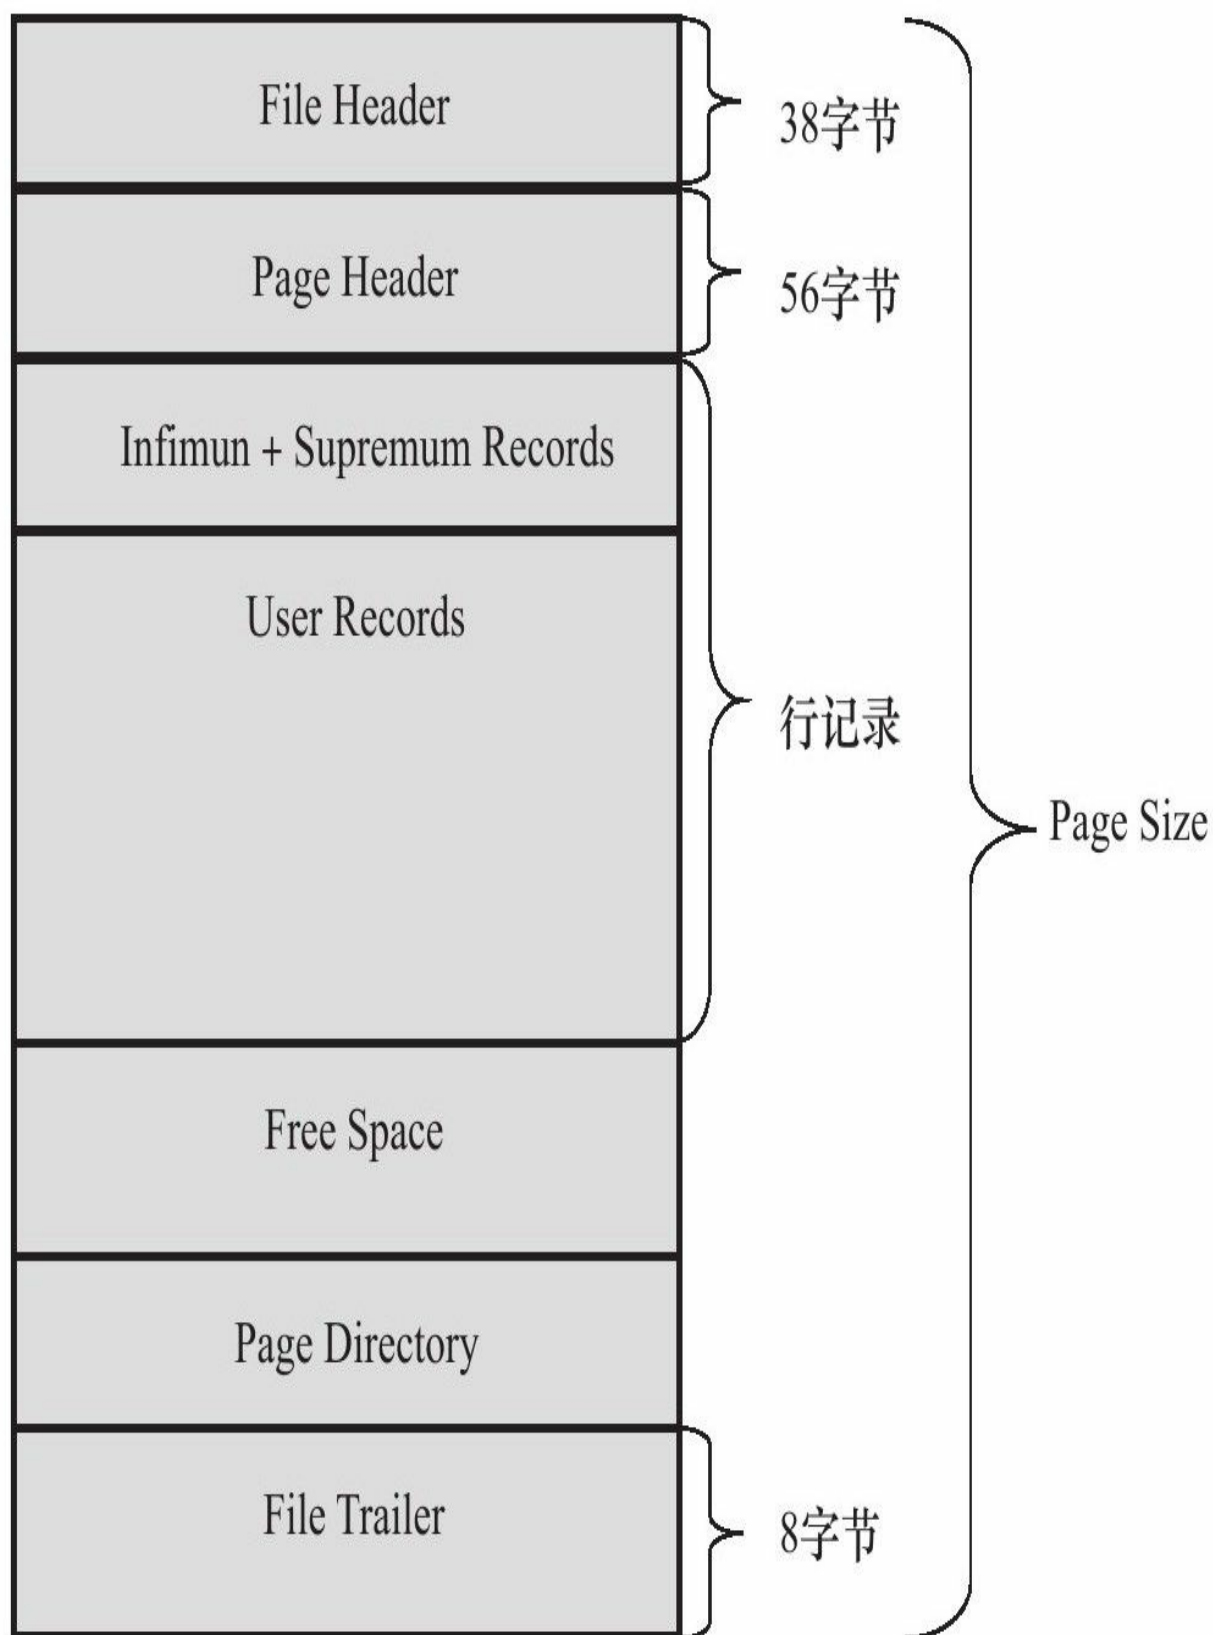 File Header
38字节
Page Header
56字节
Infimun + Supremum Records
User Records
行记录
Page Size
Free Space
Page Directory
File Trailer
8字节